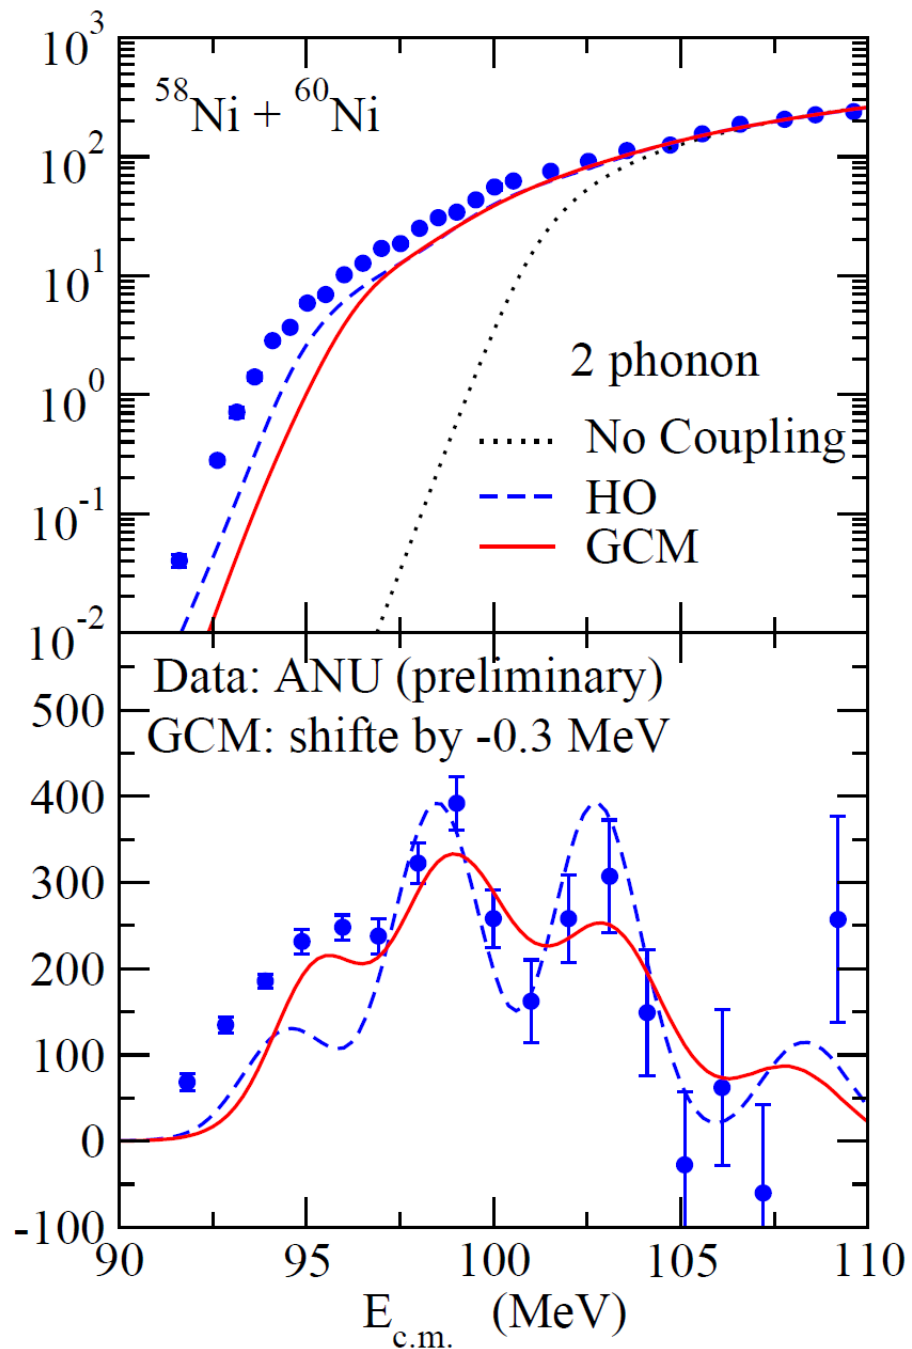 10^3
^58Ni + ^60Ni
10^2
10^1
2 phonon
10^0
No Coupling
HO
10^-1
GCM
10^-2
Data: ANU (preliminary)
500
GCM: shifte by -0.3 MeV
400
300
200
100
0
-100
90 95 100 105 110
E_c.m. (MeV)